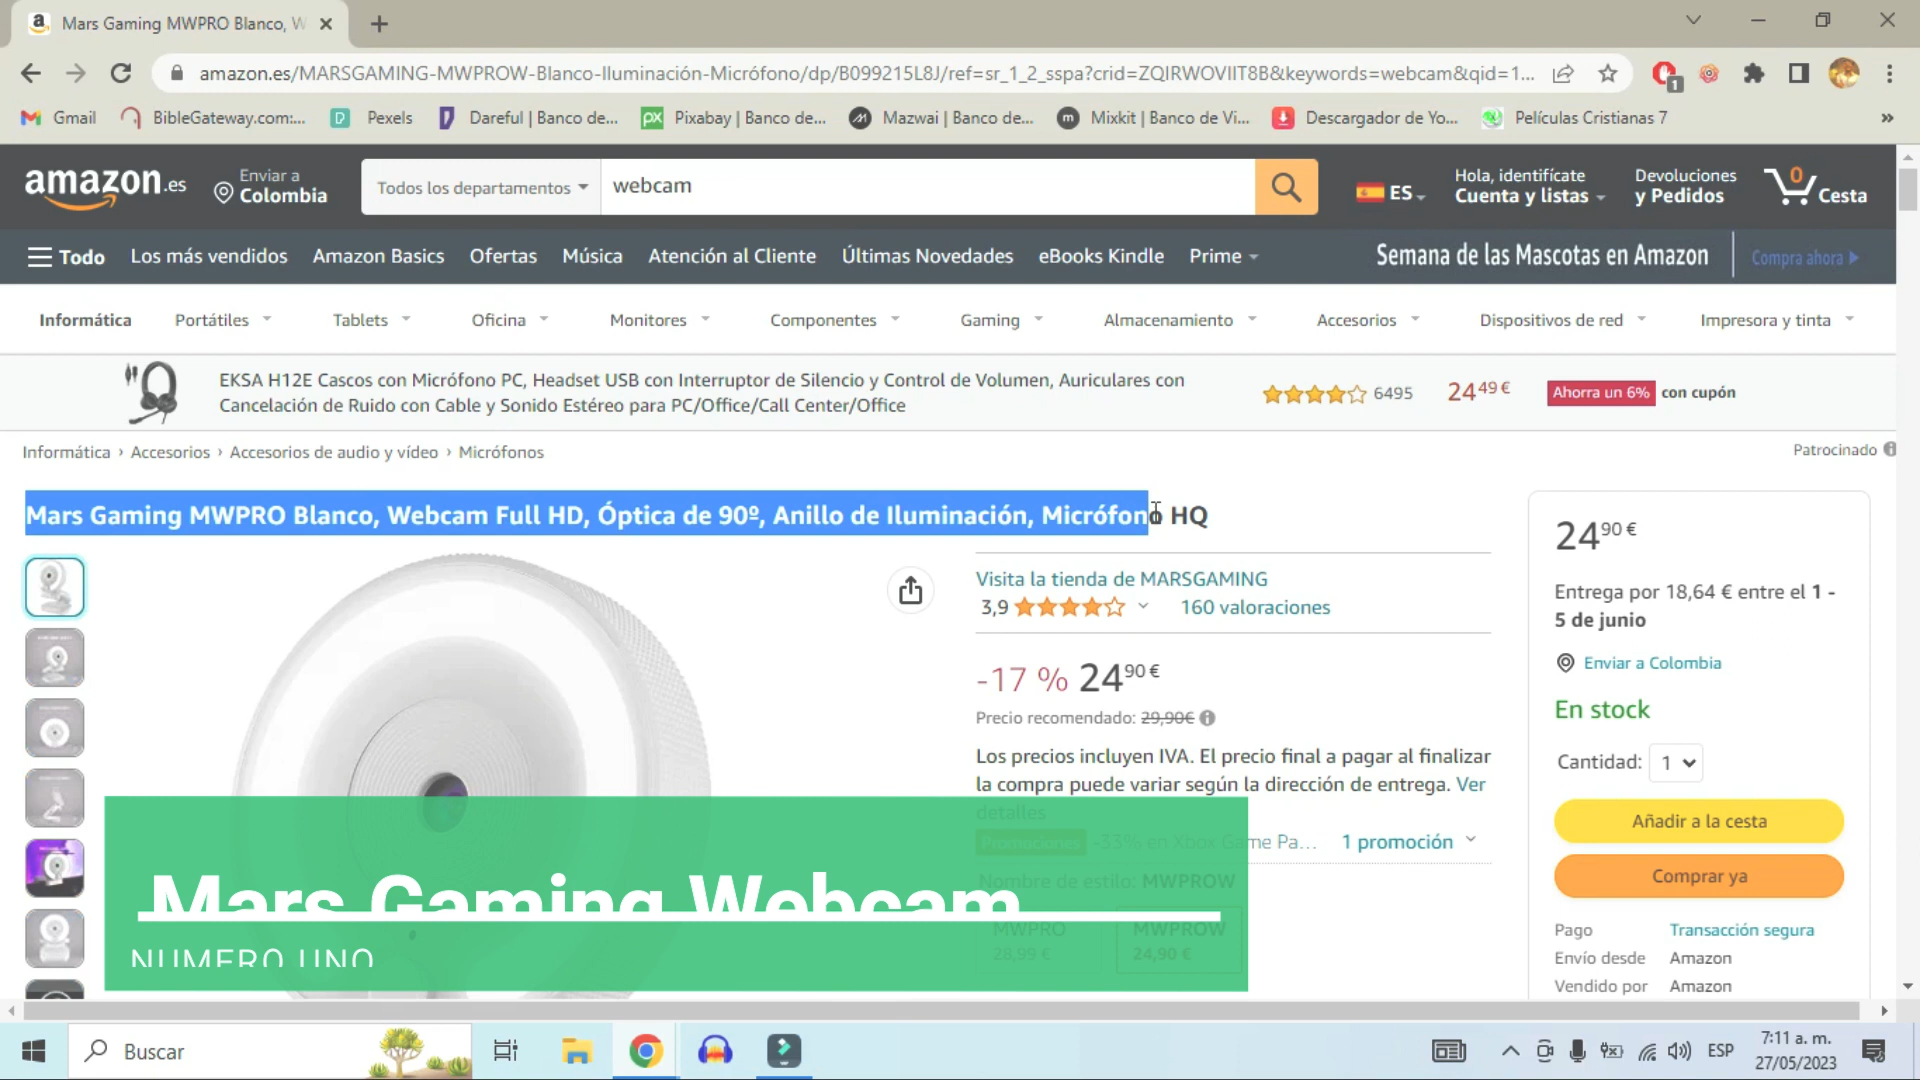 Mars Gaming MWPRO Blanco, W
amazon.es/MARSGAMING-MWPROW-Blanco-Iluminación-Micrófono/dp/B099215L8J/ref=sr_1_2_sspa?crid=ZQIRWOVIIT8B&keywords=webcam&qid=1...
1
Gmail
BibleGateway.com:...
Pexels
Dareful | Banco de...
Pixabay | Banco de...
Mazwai | Banco de...
Mixkit | Banco de Vi...
Descargador de Yo...
Películas Cristianas 7
»
amazon.es
Enviar a
Colombia
Todos los departamentos
webcam
ES
Hola, identifícate
Cuenta y listas
Devoluciones
y Pedidos
0
Cesta
Todo
Los más vendidos
Amazon Basics
Ofertas
Música
Atención al Cliente
Últimas Novedades
eBooks Kindle
Prime
Semana de las Mascotas en Amazon
Compra ahora
Informática
Portátiles
Tablets
Oficina
Monitores
Componentes
Gaming
Almacenamiento
Accesorios
Dispositivos de red
Impresora y tinta
EKSA H12E Cascos con Micrófono PC, Headset USB con Interruptor de Silencio y Control de Volumen, Auriculares con
Cancelación de Ruido con Cable y Sonido Estéreo para PC/Office/Call Center/Office
6495
24 49 €
Ahorra un 6% con cupón
Informática › Accesorios › Accesorios de audio y vídeo › Micrófonos
Patrocinado
Mars Gaming MWPRO Blanco, Webcam Full HD, Óptica de 90º, Anillo de Iluminación, Micrófono HQ
Visita la tienda de MARSGAMING
3,9
160 valoraciones
-17 % 24 90 €
Precio recomendado: 29,90€
Los precios incluyen IVA. El precio final a pagar al finalizar
la compra puede variar según la dirección de entrega. Ver
detalles
Promociones -33% en Xbox Game Pa...
1 promoción
Nombre de estilo: MWPROW
MWPRO
28,99 €
MWPROW
24,90 €
24 90 €
Entrega por 18,64 € entre el 1 -
5 de junio
Enviar a Colombia
En stock
Cantidad: 1
Añadir a la cesta
Comprar ya
Pago Transacción segura
Envío desde Amazon
Vendido por Amazon
Mars Gaming Webcam
NUMERO UNO
Buscar
ESP
7:11 a. m.
27/05/2023